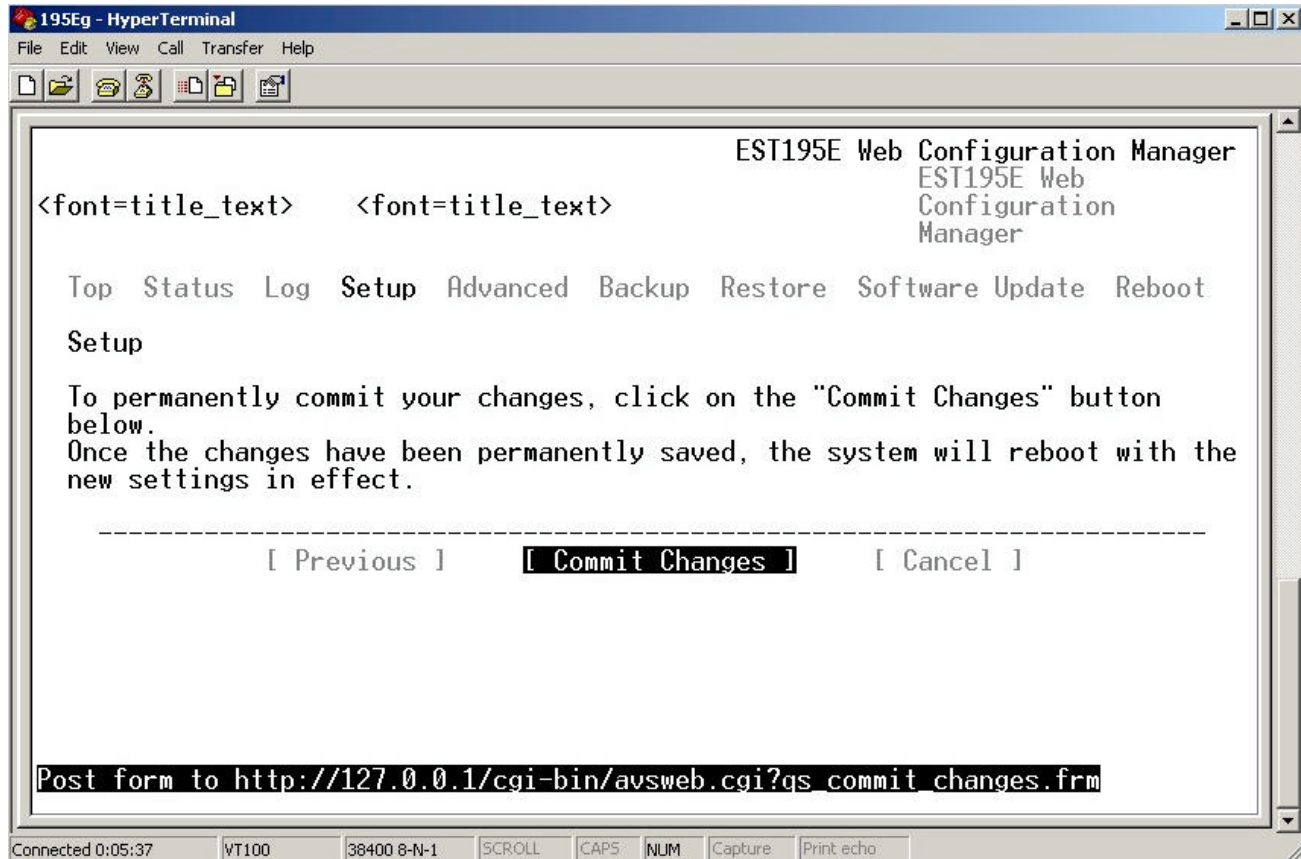 195Eg - HyperTerminal
File Edit View Call Transfer Help
EST195E Web Configuration Manager
EST195E Web
<font=title_text> <font=title_text> Configuration
Manager
Top Status Log Setup Advanced Backup Restore Software Update Reboot
Setup
To permanently commit your changes, click on the "Commit Changes" button
below.
Once the changes have been permanently saved, the system will reboot with the
new settings in effect.
[ Previous ] [ Commit Changes ] [ Cancel ]
Post form to http://127.0.0.1/cgi-bin/avsweb.cgi?qs_commit_changes.frm
Connected 0:05:37 VT100 38400 8-N-1 SCROLL CAPS NUM Capture Print echo